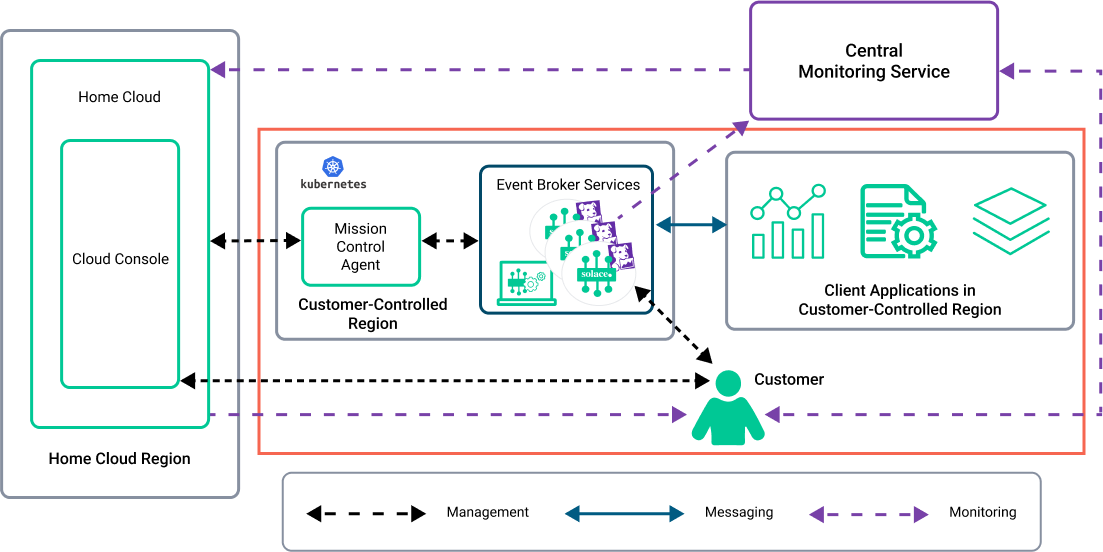 Central
Monitoring Service
Home Cloud
kubernetes
Event Broker Services
Mission
Control
Agent
Cloud Console
solace.
Customer-Controlled
Region
Client Applications in
Customer-Controlled Region
Customer
Home Cloud Region
Management
Messaging
Monitoring